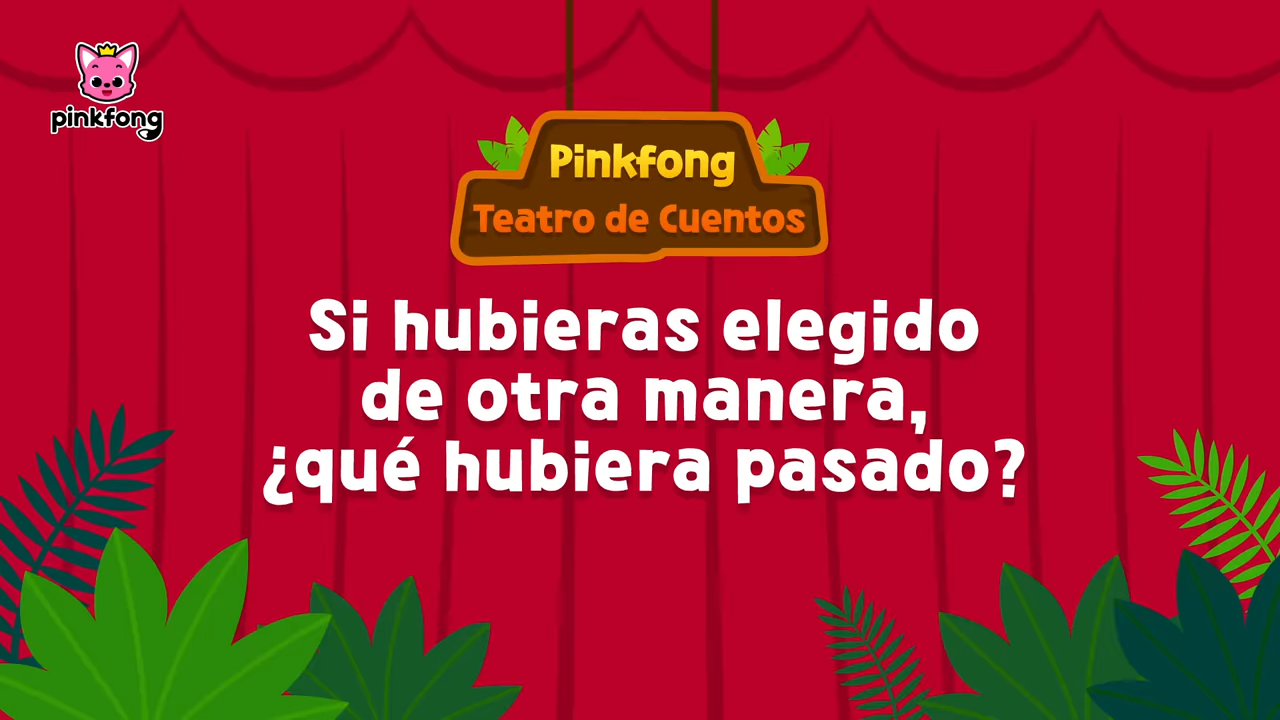 pinkfong
Pinkfong
Teatro de Cuentos
Si hubieras elegido
de otra manera,
¿qué hubiera pasado?